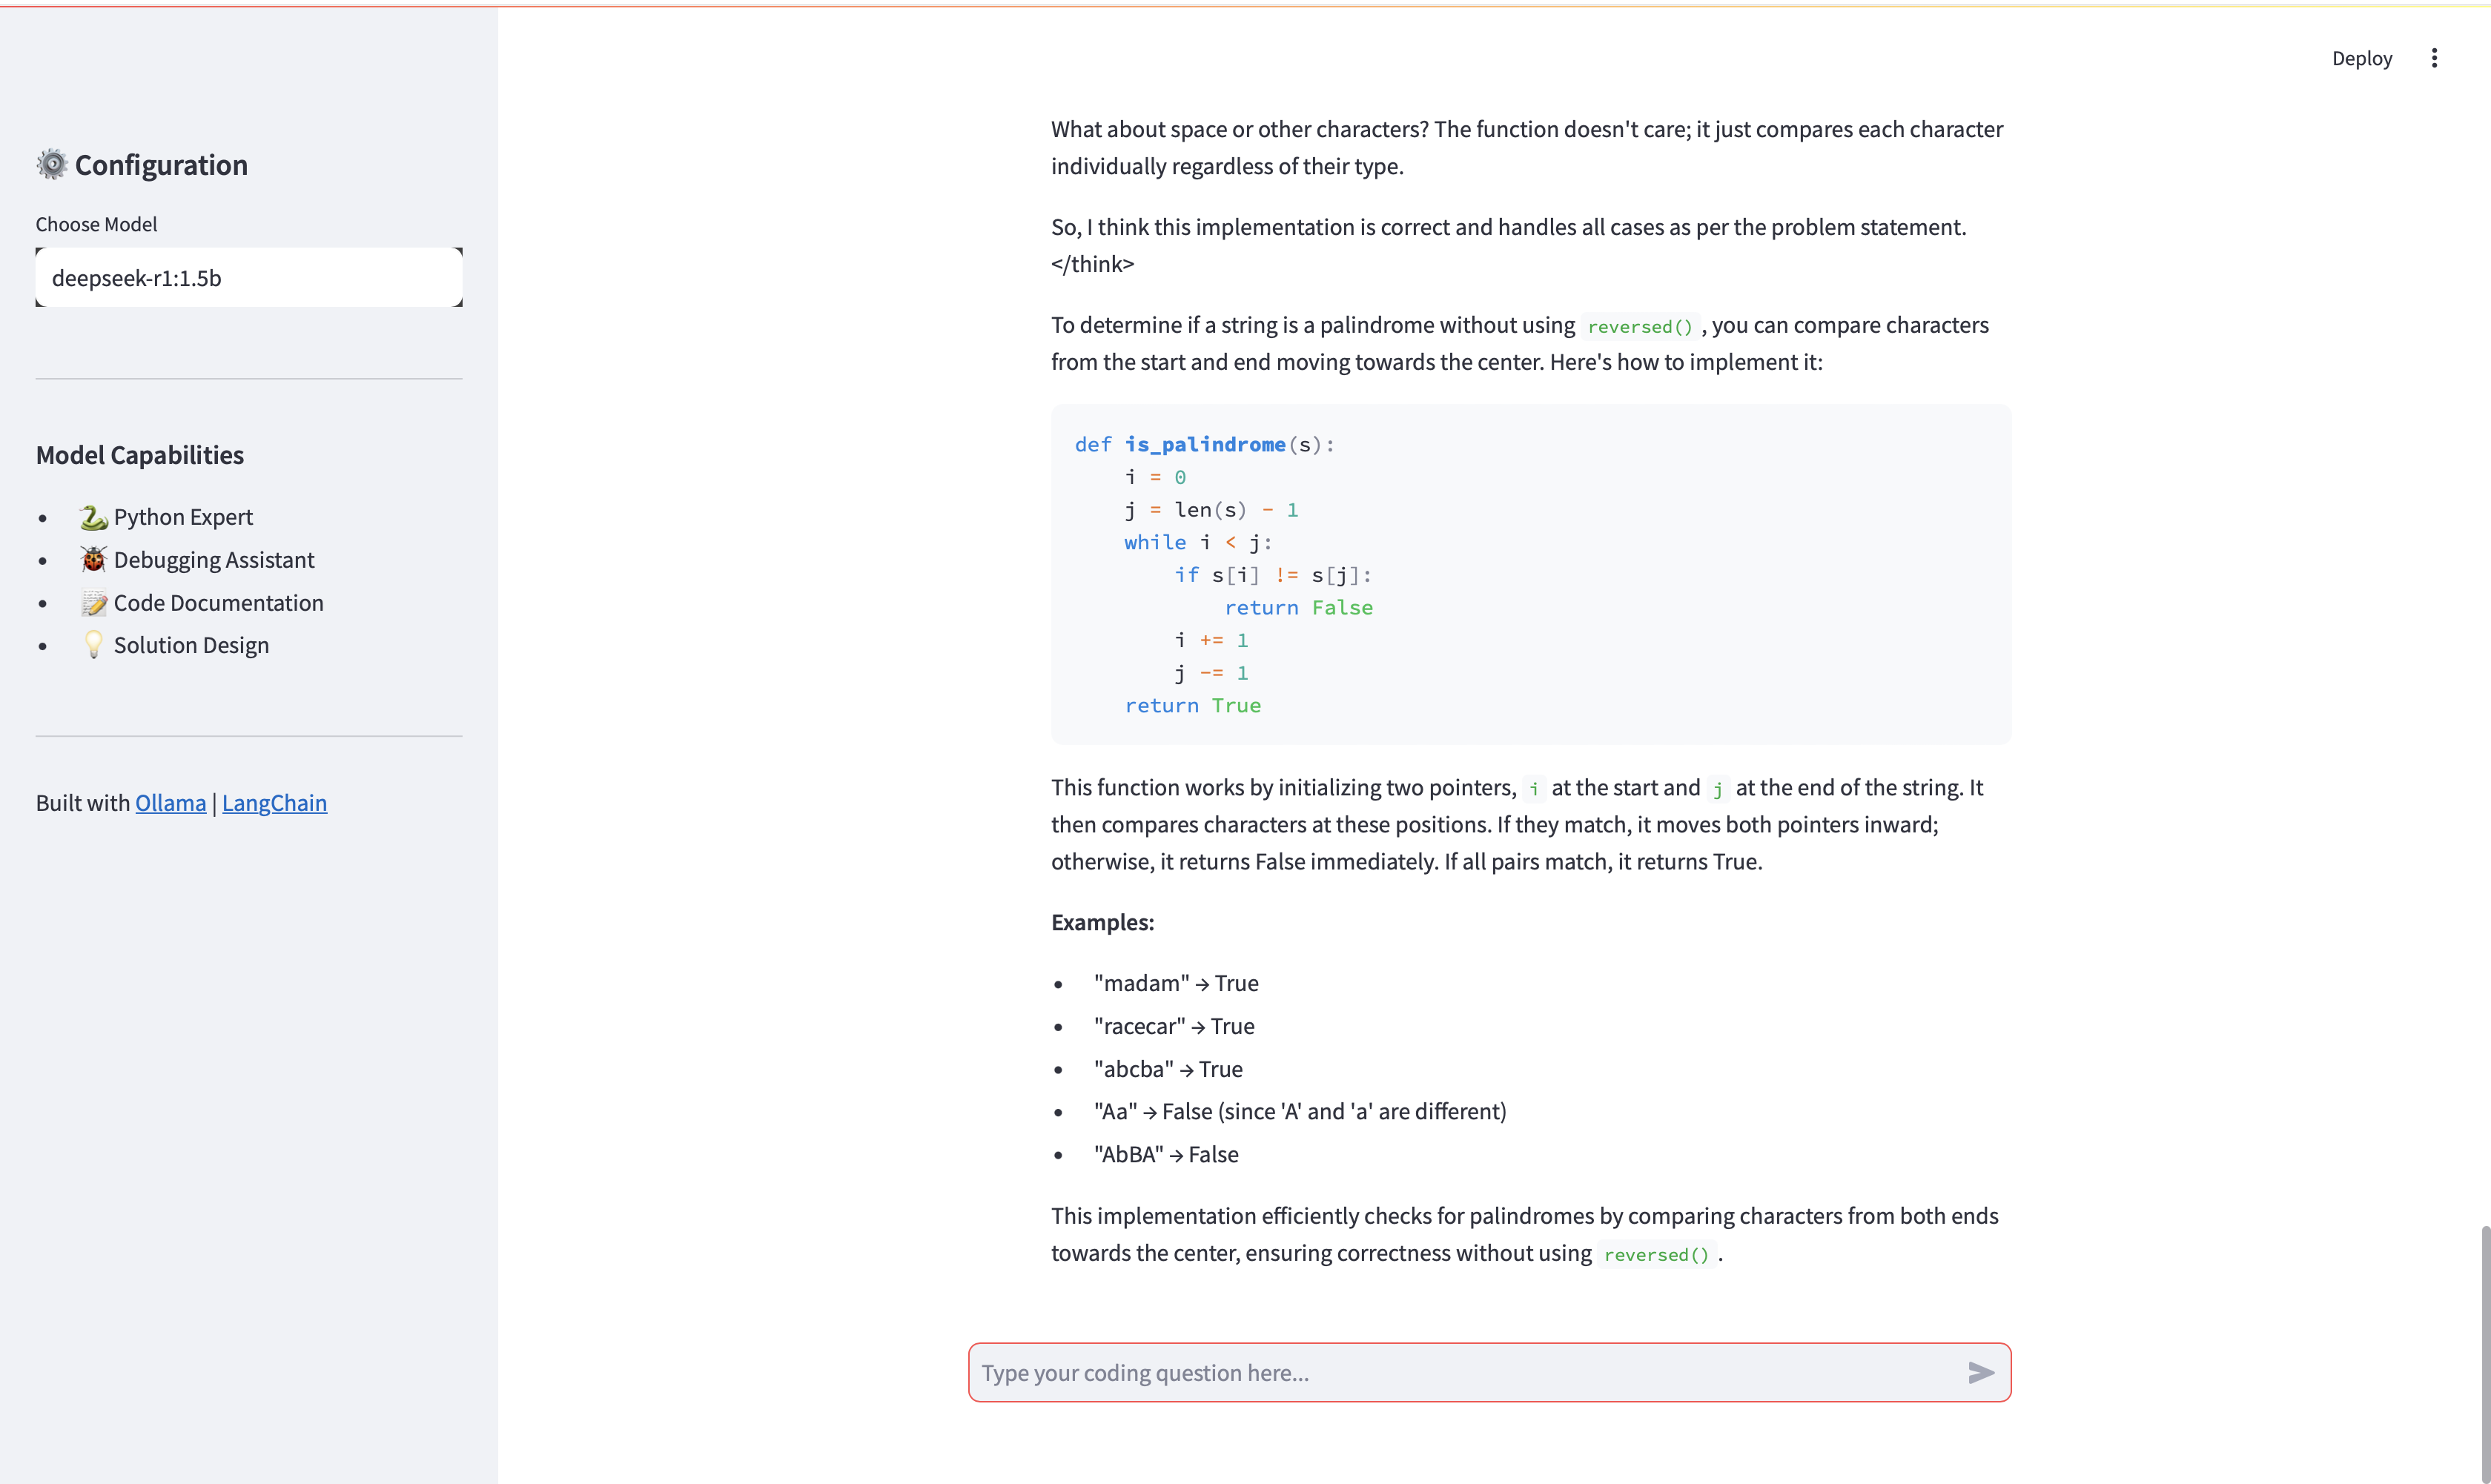 Deploy
⚙️ Configuration
Choose Model
deepseek-r1:1.5b
Model Capabilities
• 🐍 Python Expert
• 🐞 Debugging Assistant
• 📝 Code Documentation
• 💡 Solution Design
Built with Ollama | LangChain
What about space or other characters? The function doesn't care; it just compares each character
individually regardless of their type.
So, I think this implementation is correct and handles all cases as per the problem statement.
</think>
To determine if a string is a palindrome without using reversed() , you can compare characters
from the start and end moving towards the center. Here's how to implement it:
def is_palindrome(s):
    i = 0
    j = len(s) - 1
    while i < j:
        if s[i] != s[j]:
            return False
        i += 1
        j -= 1
    return True
This function works by initializing two pointers, i at the start and j at the end of the string. It
then compares characters at these positions. If they match, it moves both pointers inward;
otherwise, it returns False immediately. If all pairs match, it returns True.
Examples:
• "madam" → True
• "racecar" → True
• "abcba" → True
• "Aa" → False (since 'A' and 'a' are different)
• "AbBA" → False
This implementation efficiently checks for palindromes by comparing characters from both ends
towards the center, ensuring correctness without using reversed() .
Type your coding question here...